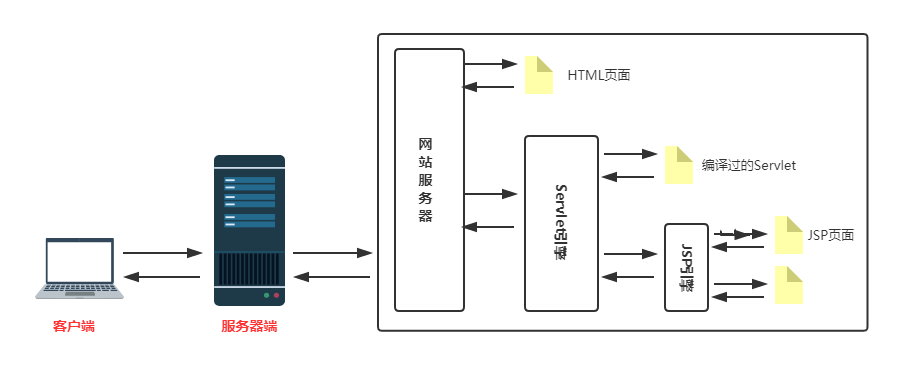 网站服务器
HTML页面
Servlet引擎
编译过的Servlet
JSP引擎
JSP页面
客户端
服务器端